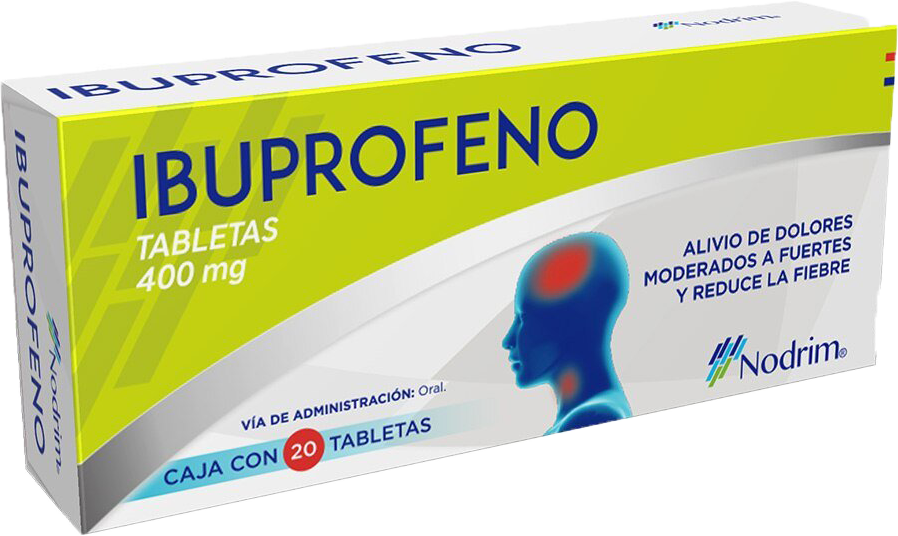 IBUPROFENO
Nodrim
IBUPROFENO
TABLETAS
400 mg
ALIVIO DE DOLORES
MODERADOS A FUERTES
Y REDUCE LA FIEBRE
Nodrim®
VÍA DE ADMINISTRACIÓN: Oral.
CAJA CON 20 TABLETAS
IBUPROFENO
Nodrim®